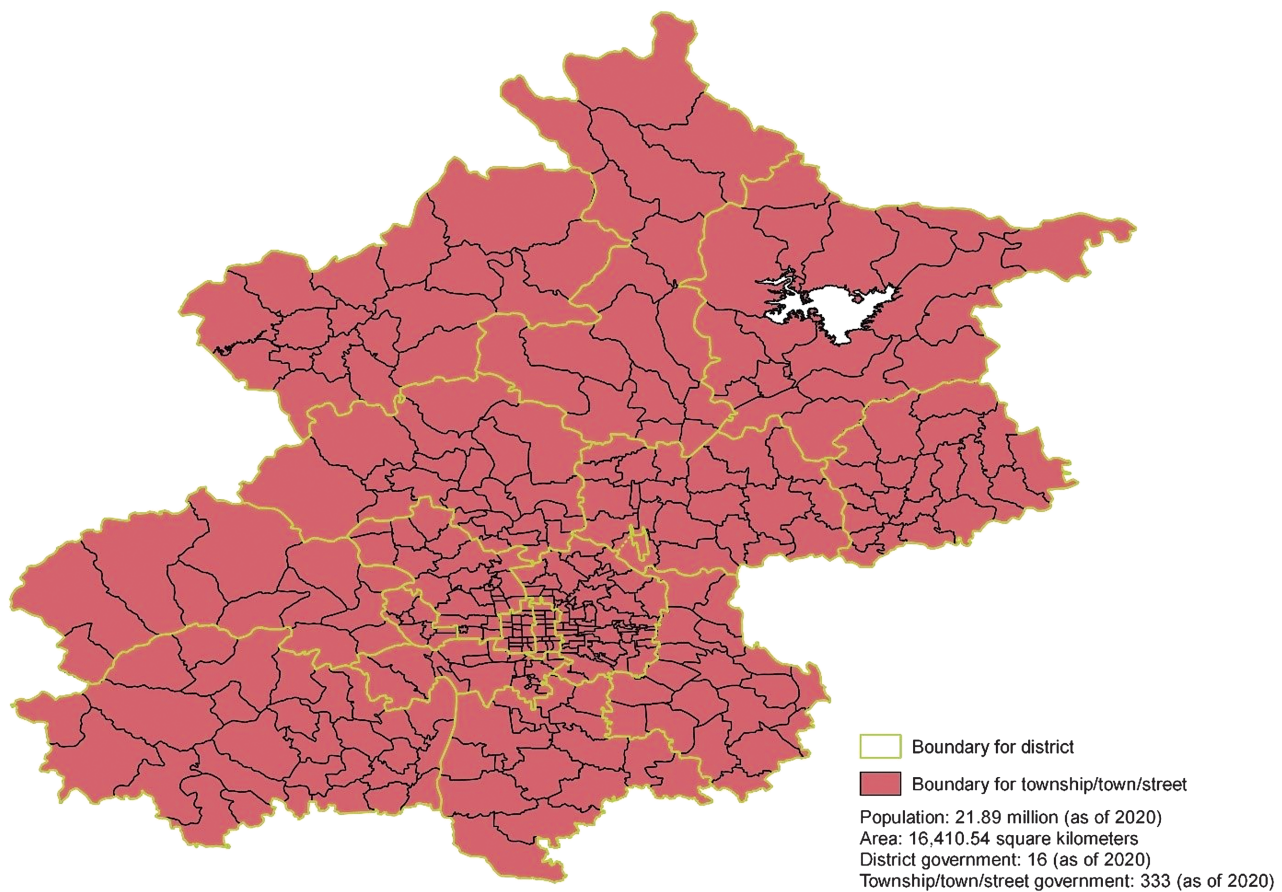 Boundary for district
Boundary for township/town/street
Population: 21.89 million (as of 2020)
Area: 16,410.54 square kilometers
District government: 16 (as of 2020)
Township/town/street government: 333 (as of 2020)